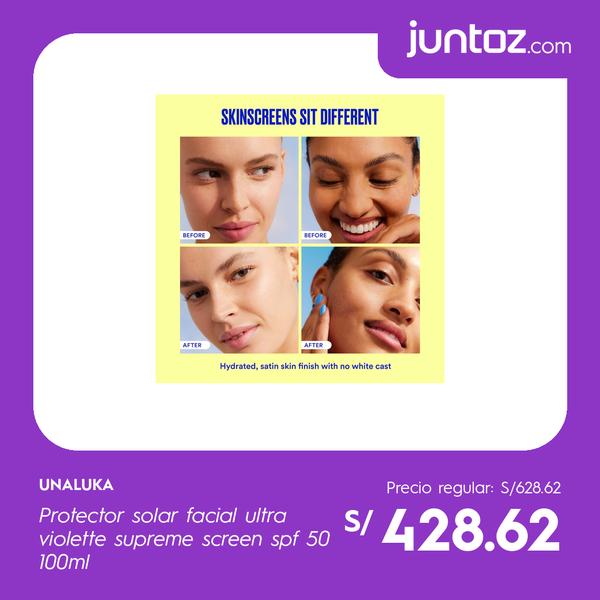 juntoz.com
SKINSCREENS SIT DIFFERENT
BEFORE
BEFORE
AFTER
AFTER
Hydrated, satin skin finish with no white cast
UNALUKA
Protector solar facial ultra
violette supreme screen spf 50
100ml
Precio regular: S/628.62
S/ 428.62